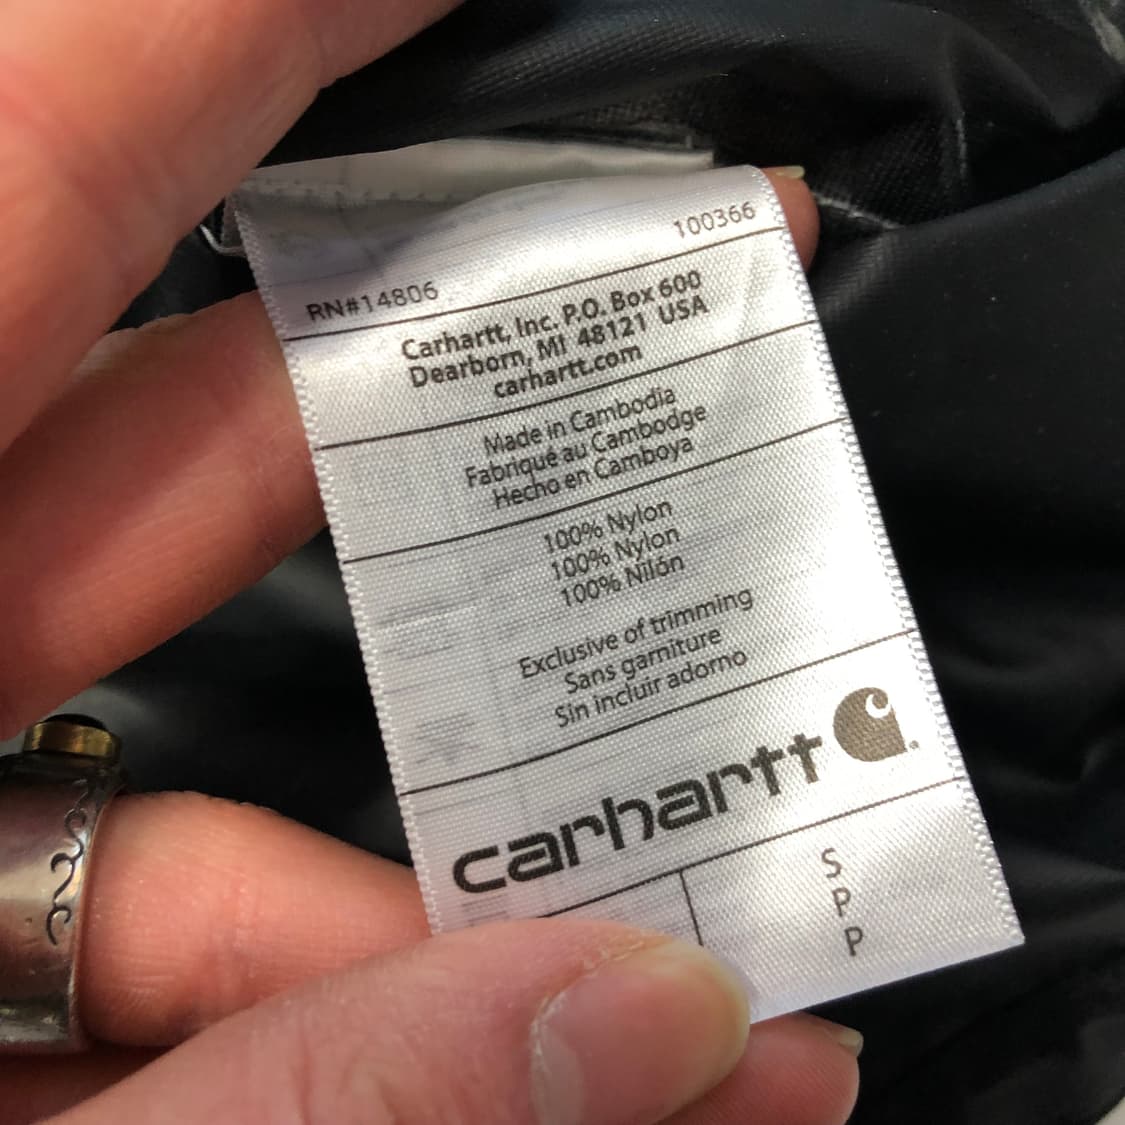 100366
RN#14806
Carhartt, Inc. P.O. Box 600
Dearborn, MI 48121 USA
carhartt.com
Made in Cambodia
Fabriqué au Cambodge
Hecho en Camboya
100% Nylon
100% Nylon
100% Nilón
Exclusive of trimming
Sans garniture
Sin incluir adorno
carhartt
S
P
P